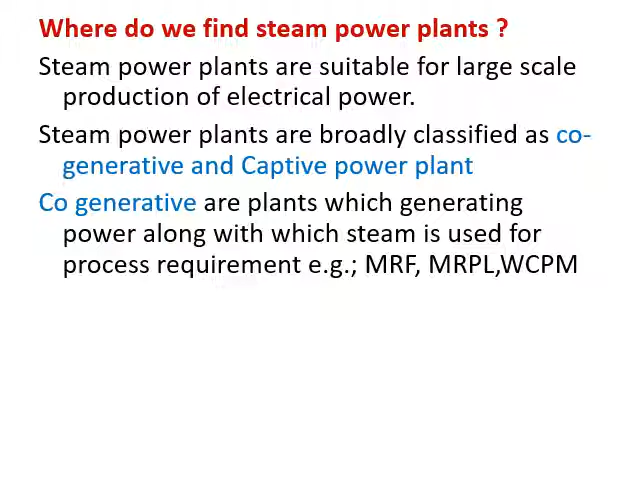 Where do we find steam power plants ?
Steam power plants are suitable for large scale
production of electrical power.
Steam power plants are broadly classified as co-
generative and Captive power plant
Co generative are plants which generating
power along with which steam is used for
process requirement e.g.; MRF, MRPL,WCPM